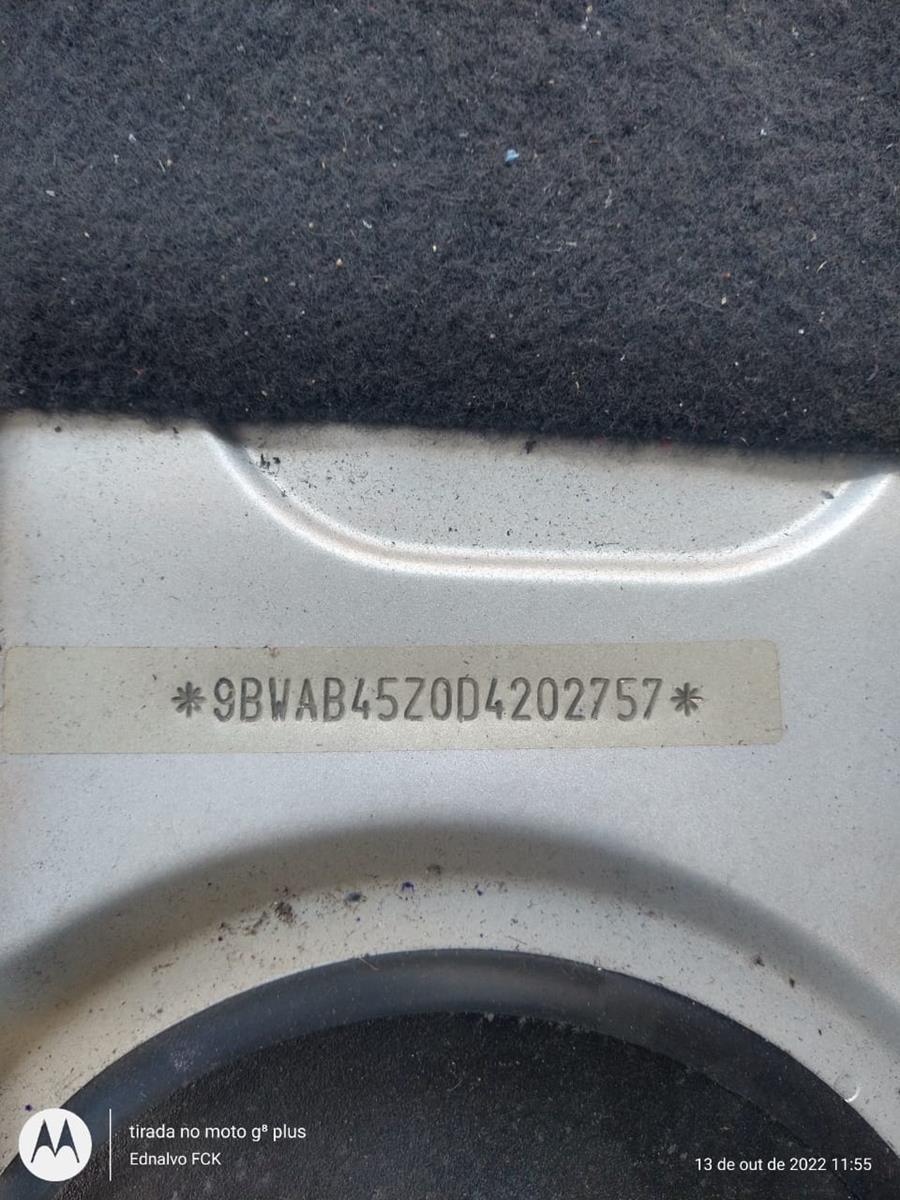 *9BWAB45Z0D4202757*
tirada no moto g⁸ plus
Ednalvo FCK
13 de out de 2022 11:55